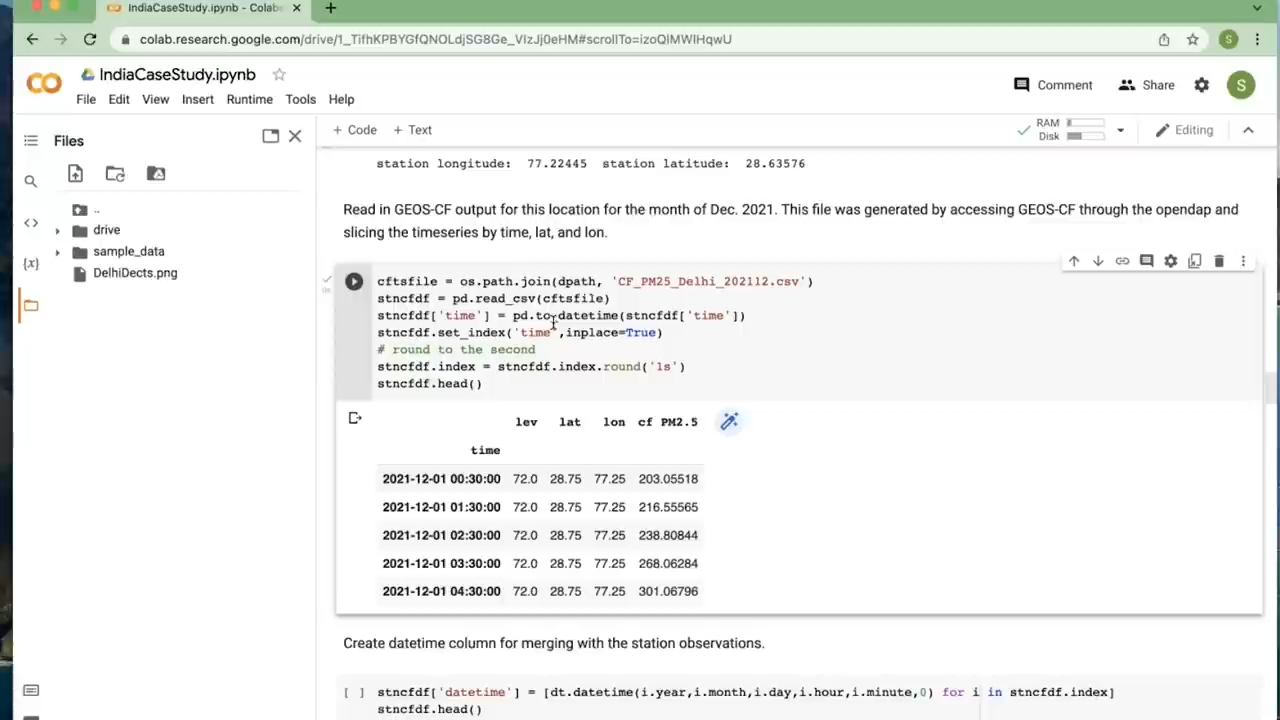 IndiaCaseStudy.ipynb - Colab
colab.research.google.com/drive/1_TifhKPBYGfQNOLdjSG8Ge_VIzJj0eHM#scrollTo=izoQiMWIHqwU
S
IndiaCaseStudy.ipynb
Comment
Share
S
File Edit View Insert Runtime Tools Help
Files
+ Code + Text
RAM
Disk
Editing
..
drive
sample_data
DelhiDects.png
station longitude: 77.22445 station latitude: 28.63576
Read in GEOS-CF output for this location for the month of Dec. 2021. This file was generated by accessing GEOS-CF through the opendap and
slicing the timeseries by time, lat, and lon.
cftsfile = os.path.join(dpath, 'CF_PM25_Delhi_202112.csv')
stncfdf = pd.read_csv(cftsfile)
stncfdf['time'] = pd.to_datetime(stncfdf['time'])
stncfdf.set_index('time',inplace=True)
# round to the second
stncfdf.index = stncfdf.index.round('1s')
stncfdf.head()
lev lat lon cf PM2.5
time
2021-12-01 00:30:00 72.0 28.75 77.25 203.05518
2021-12-01 01:30:00 72.0 28.75 77.25 216.55565
2021-12-01 02:30:00 72.0 28.75 77.25 238.80844
2021-12-01 03:30:00 72.0 28.75 77.25 268.06284
2021-12-01 04:30:00 72.0 28.75 77.25 301.06796
Create datetime column for merging with the station observations.
[ ] stncfdf['datetime'] = [dt.datetime(i.year,i.month,i.day,i.hour,i.minute,0) for i in stncfdf.index]
stncfdf.head()